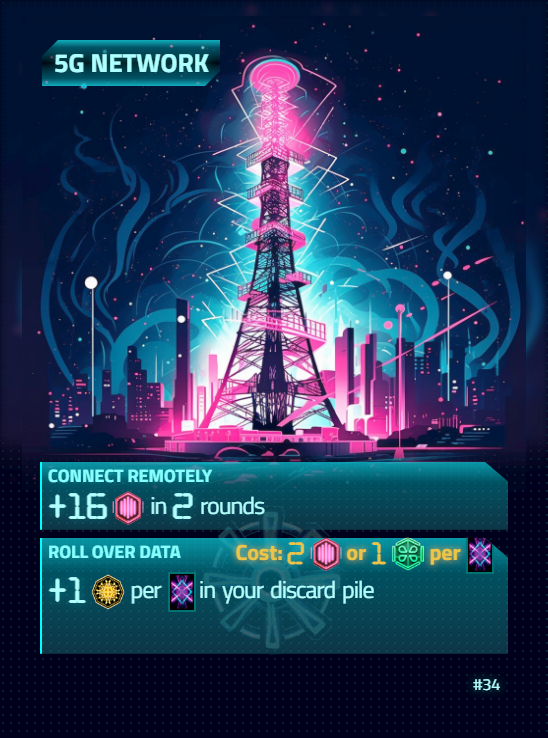 5G NETWORK
CONNECT REMOTELY
+16 in 2 rounds
ROLL OVER DATA Cost: 2 or 1 per
+1 per in your discard pile
#34